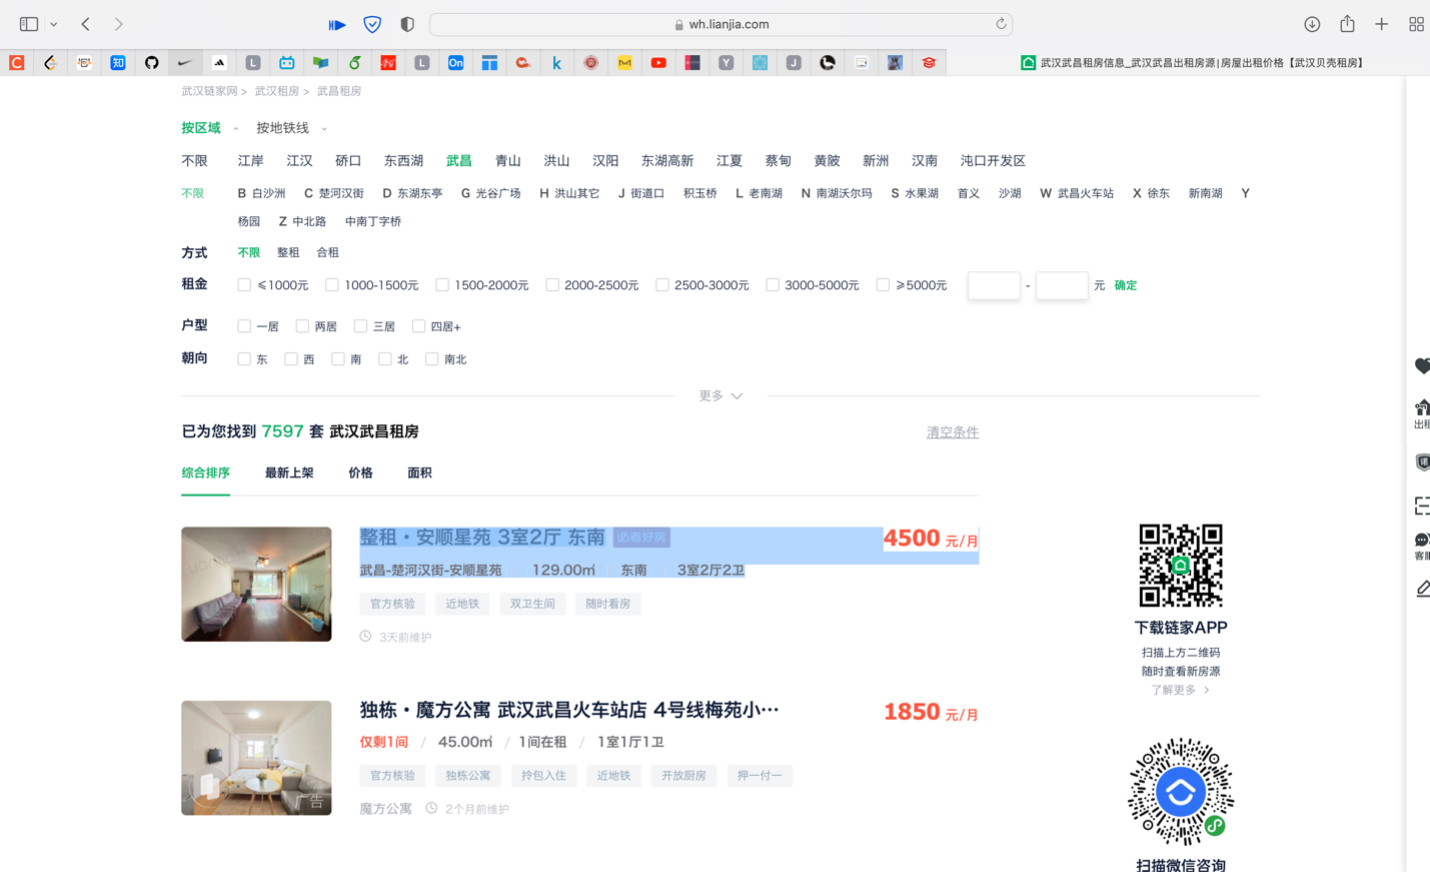 wh.lianjia.com
武汉武昌租房信息_武汉武昌出租房源|房屋出租价格【武汉贝壳租房】
武汉链家网 > 武汉租房 > 武昌租房
按区域 按地铁线
不限 江岸 江汉 硚口 东西湖 武昌 青山 洪山 汉阳 东湖高新 江夏 蔡甸 黄陂 新洲 汉南 沌口开发区
不限 B 白沙洲 C 楚河汉街 D 东湖东亭 G 光谷广场 H 洪山其它 J 街道口 积玉桥 L 老南湖 N 南湖沃尔玛 S 水果湖 首义 沙湖 W 武昌火车站 X 徐东 新南湖 Y
杨园 Z 中北路 中南丁字桥
方式 不限 整租 合租
租金 ≤1000元 1000-1500元 1500-2000元 2000-2500元 2500-3000元 3000-5000元 ≥5000元 - 元 确定
户型 一居 两居 三居 四居+
朝向 东 西 南 北 南北
更多
已为您找到 7597 套 武汉武昌租房 清空条件
综合排序 最新上架 价格 面积
整租·安顺星苑 3室2厅 东南 必看好房 4500 元/月
武昌-楚河汉街-安顺星苑 129.00㎡ 东南 3室2厅2卫
官方核验 近地铁 双卫生间 随时看房
3天前维护
独栋·魔方公寓 武汉武昌火车站店 4号线梅苑小… 1850 元/月
仅剩1间 / 45.00㎡ / 1间在租 / 1室1厅1卫
官方核验 独栋公寓 拎包入住 近地铁 开放厨房 押一付一
广告
魔方公寓 2个月前维护
下载链家APP
扫描上方二维码
随时查看新房源
了解更多 >
扫描微信咨询
出租
客服